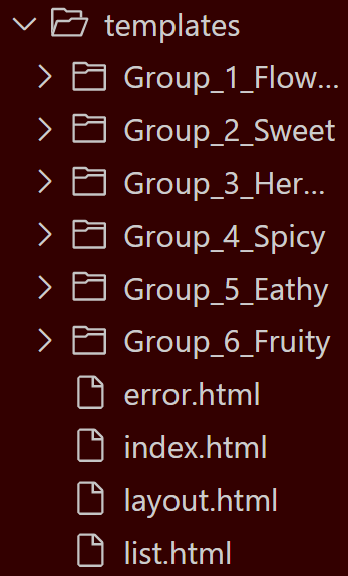 templates
Group_1_Flow...
Group_2_Sweet
Group_3_Her...
Group_4_Spicy
Group_5_Eathy
Group_6_Fruity
error.html
index.html
layout.html
list.html